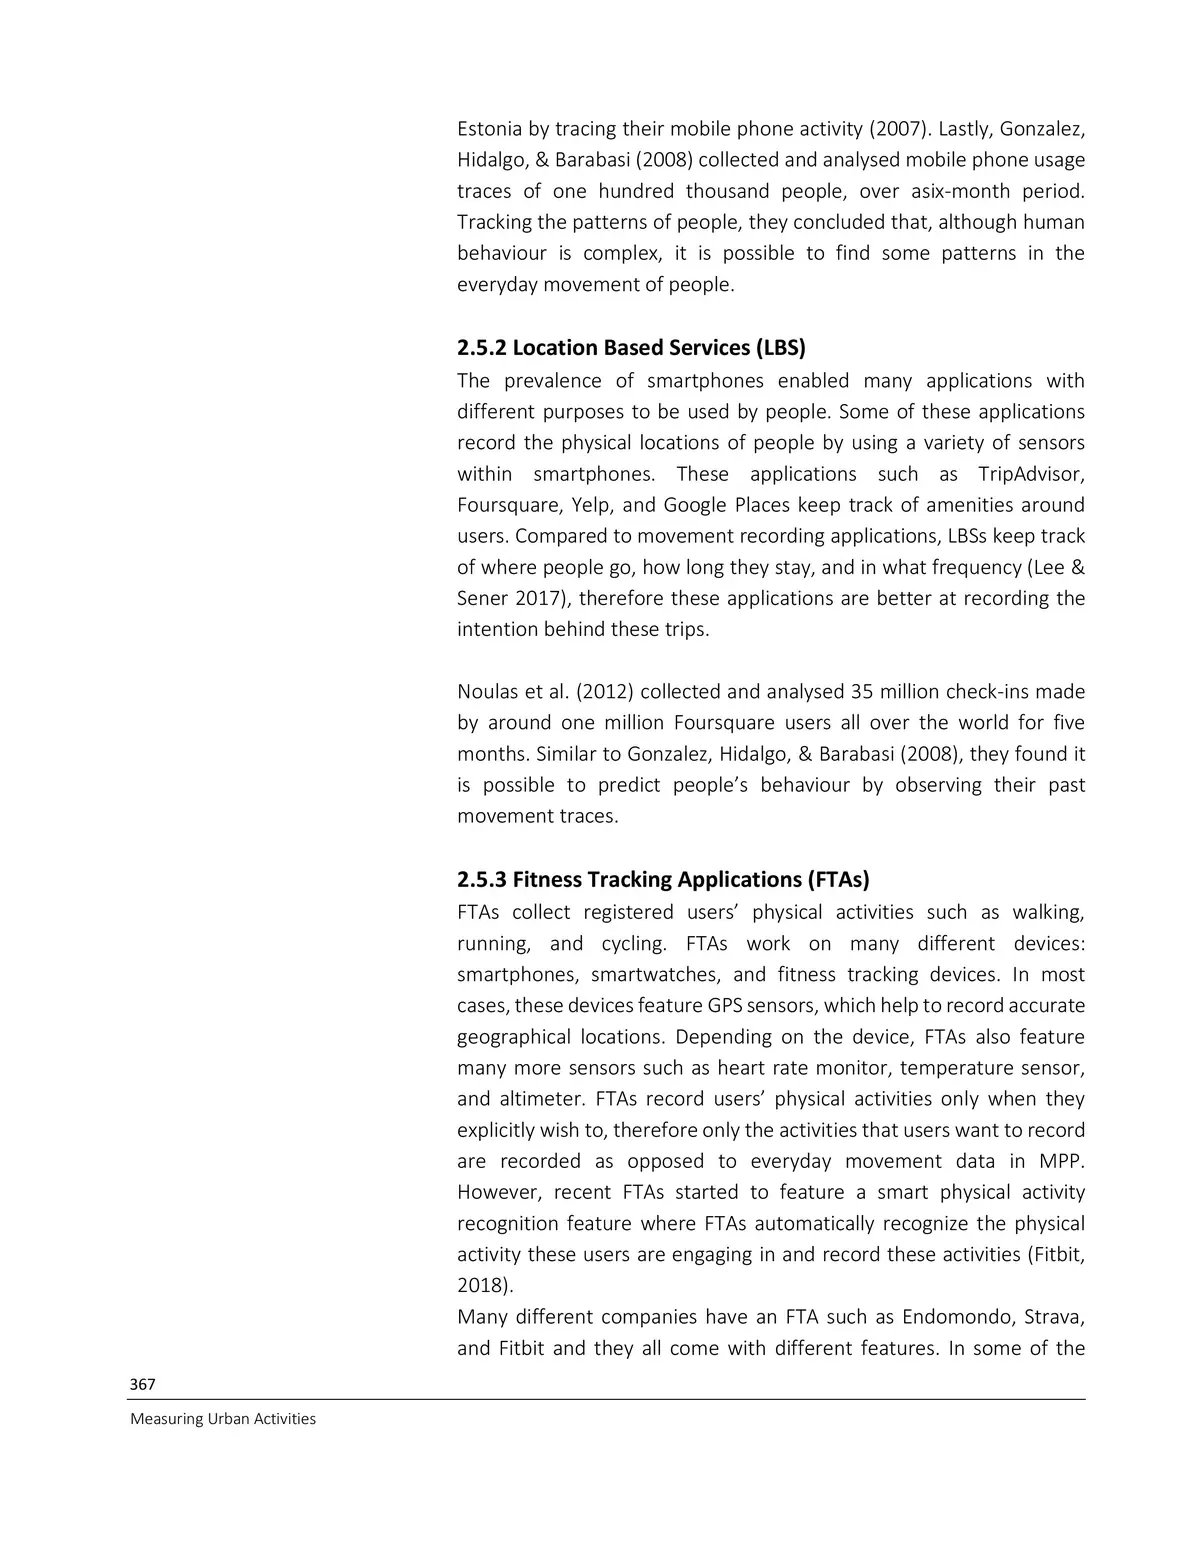 Estonia by tracing their mobile phone activity (2007). Lastly, Gonzalez,
Hidalgo, & Barabasi (2008) collected and analysed mobile phone usage
traces of one hundred thousand people, over asix-month period.
Tracking the patterns of people, they concluded that, although human
behaviour is complex, it is possible to find some patterns in the
everyday movement of people.
2.5.2 Location Based Services (LBS)
The prevalence of smartphones enabled many applications with
different purposes to be used by people. Some of these applications
record the physical locations of people by using a variety of sensors
within smartphones. These applications such as TripAdvisor,
Foursquare, Yelp, and Google Places keep track of amenities around
users. Compared to movement recording applications, LBSs keep track
of where people go, how long they stay, and in what frequency (Lee &
Sener 2017), therefore these applications are better at recording the
intention behind these trips.
Noulas et al. (2012) collected and analysed 35 million check-ins made
by around one million Foursquare users all over the world for five
months. Similar to Gonzalez, Hidalgo, & Barabasi (2008), they found it
is possible to predict people’s behaviour by observing their past
movement traces.
2.5.3 Fitness Tracking Applications (FTAs)
FTAs collect registered users’ physical activities such as walking,
running, and cycling. FTAs work on many different devices:
smartphones, smartwatches, and fitness tracking devices. In most
cases, these devices feature GPS sensors, which help to record accurate
geographical locations. Depending on the device, FTAs also feature
many more sensors such as heart rate monitor, temperature sensor,
and altimeter. FTAs record users’ physical activities only when they
explicitly wish to, therefore only the activities that users want to record
are recorded as opposed to everyday movement data in MPP.
However, recent FTAs started to feature a smart physical activity
recognition feature where FTAs automatically recognize the physical
activity these users are engaging in and record these activities (Fitbit,
2018).
Many different companies have an FTA such as Endomondo, Strava,
and Fitbit and they all come with different features. In some of the
367
Measuring Urban Activities